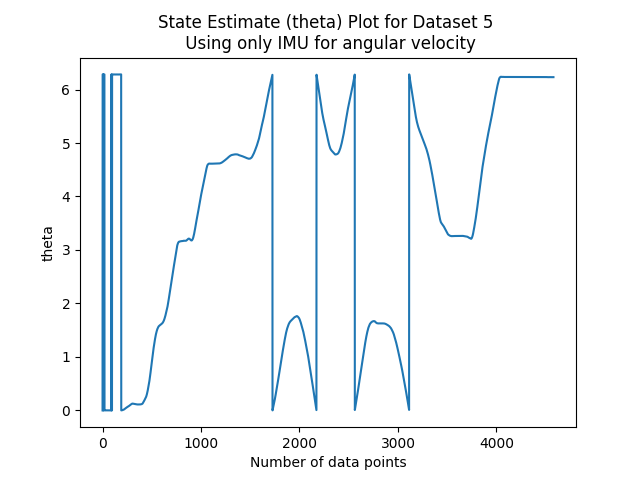 State Estimate (theta) Plot for Dataset 5
Using only IMU for angular velocity
6
5
4
3
2
1
0
theta
0 1000 2000 3000 4000
Number of data points